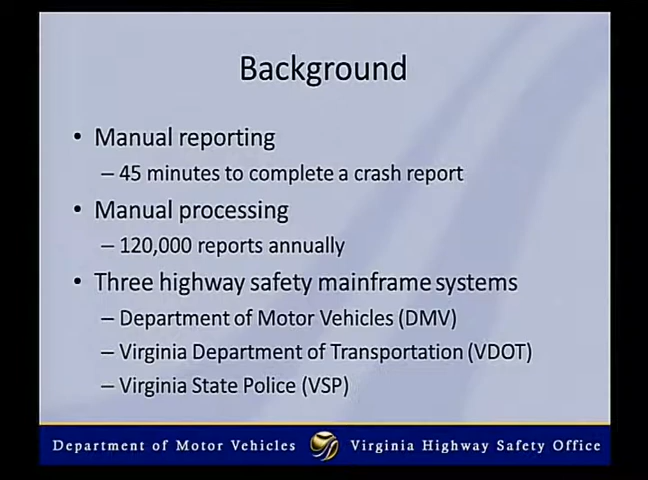 Background
• Manual reporting
– 45 minutes to complete a crash report
• Manual processing
– 120,000 reports annually
• Three highway safety mainframe systems
– Department of Motor Vehicles (DMV)
– Virginia Department of Transportation (VDOT)
– Virginia State Police (VSP)
Department of Motor Vehicles Virginia Highway Safety Office